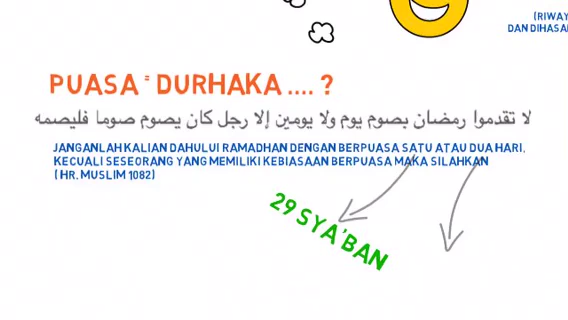 (RIWAY
DAN DIHASA
PUASA = DURHAKA .... ?
لا تقدموا رمضان بصوم يوم ولا يومين إلا رجل كان يصوم صوما فليصمه
JANGANLAH KALIAN DAHULUI RAMADHAN DENGAN BERPUASA SATU ATAU DUA HARI,
KECUALI SESEORANG YANG MEMILIKI KEBIASAAN BERPUASA MAKA SILAHKAN
( HR. MUSLIM 1082)
29 SYA'BAN